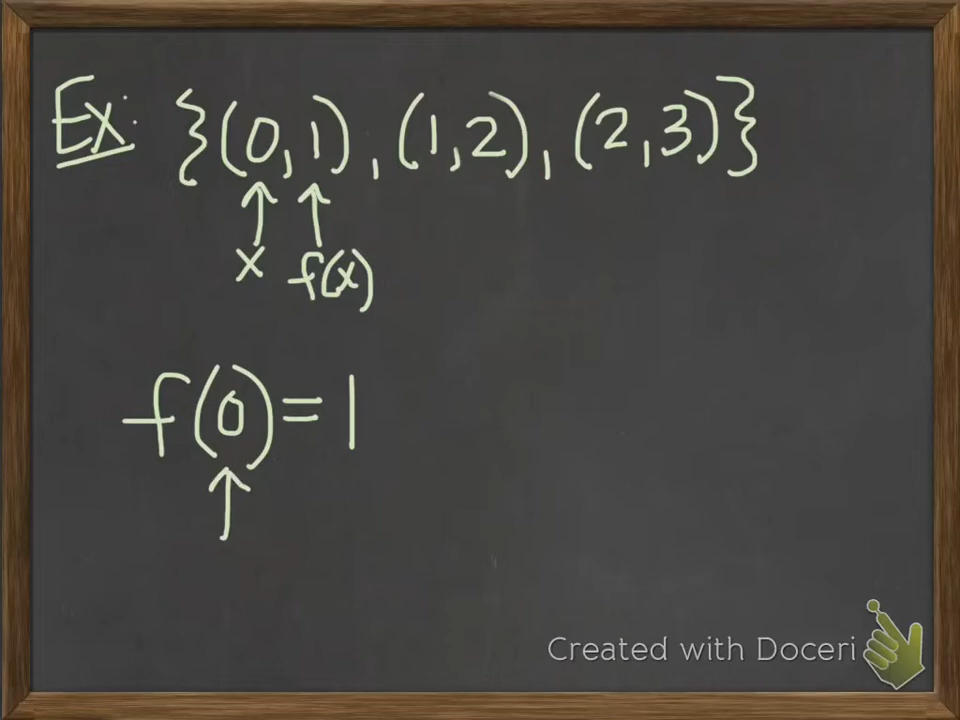 Ex: {(0,1), (1,2), (2,3)}
x f(x)
f(0)=1
Created with Doceri